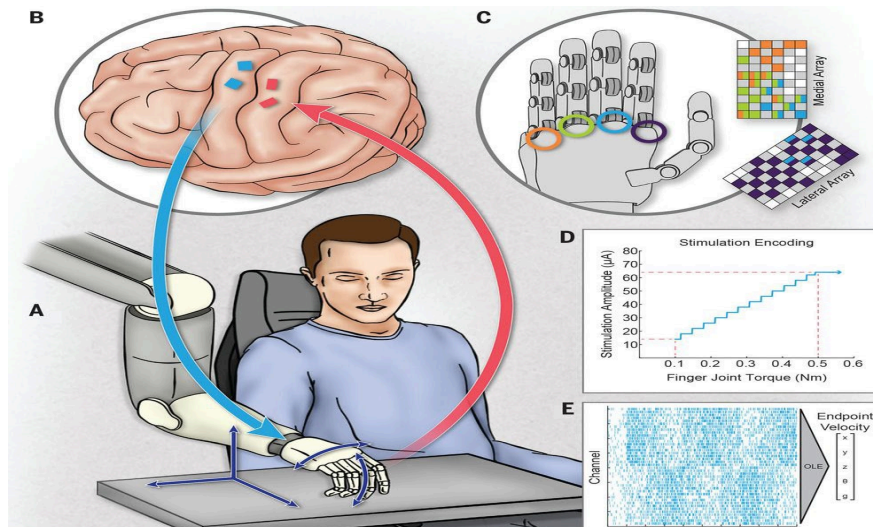 B
C
Medial Array
Lateral Array
A
D
Stimulation Encoding
Stimulation Amplitude (µA)
80
70
60
50
40
30
20
10
0.1 0.2 0.3 0.4 0.5 0.6
Finger Joint Torque (Nm)
E
Channel
OLE
Endpoint
Velocity
x
y
z
θ
g